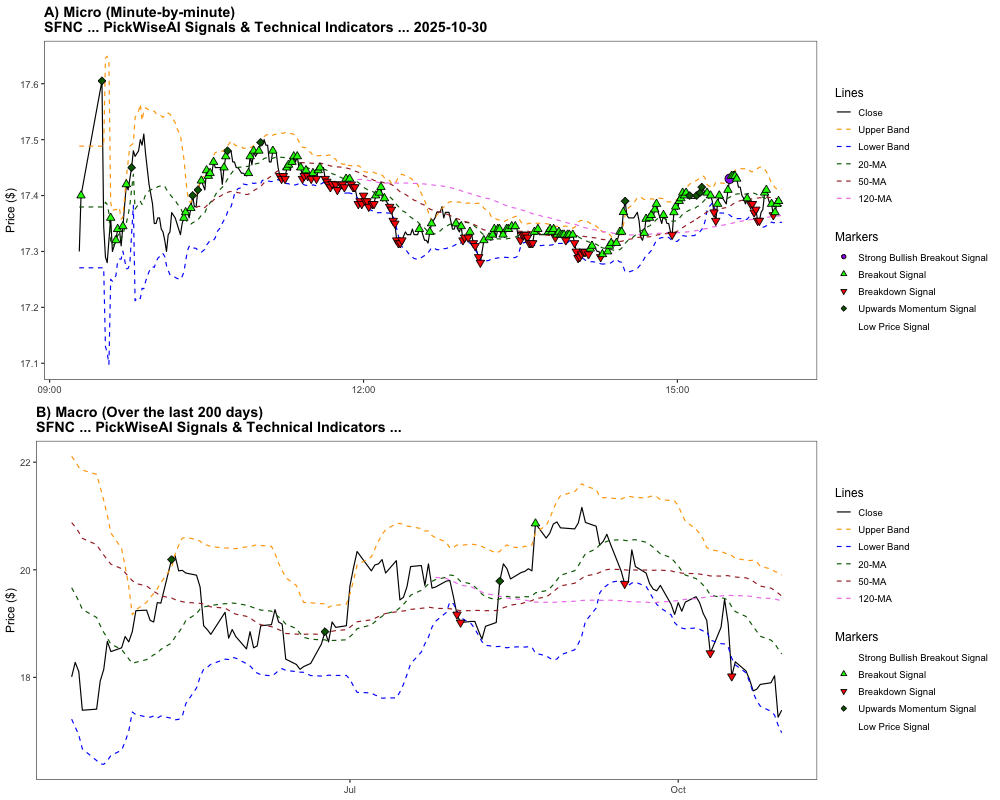 A) Micro (Minute-by-minute)
SFNC ... PickWiseAI Signals & Technical Indicators ... 2025-10-30
Price ($)
17.6
17.5
17.4
17.3
17.2
17.1
09:00
12:00
15:00
Lines
Close
Upper Band
Lower Band
20-MA
50-MA
120-MA
Markers
Strong Bullish Breakout Signal
Breakout Signal
Breakdown Signal
Upwards Momentum Signal
Low Price Signal
B) Macro (Over the last 200 days)
SFNC ... PickWiseAI Signals & Technical Indicators ...
Price ($)
22
20
18
Jul
Oct
Lines
Close
Upper Band
Lower Band
20-MA
50-MA
120-MA
Markers
Strong Bullish Breakout Signal
Breakout Signal
Breakdown Signal
Upwards Momentum Signal
Low Price Signal